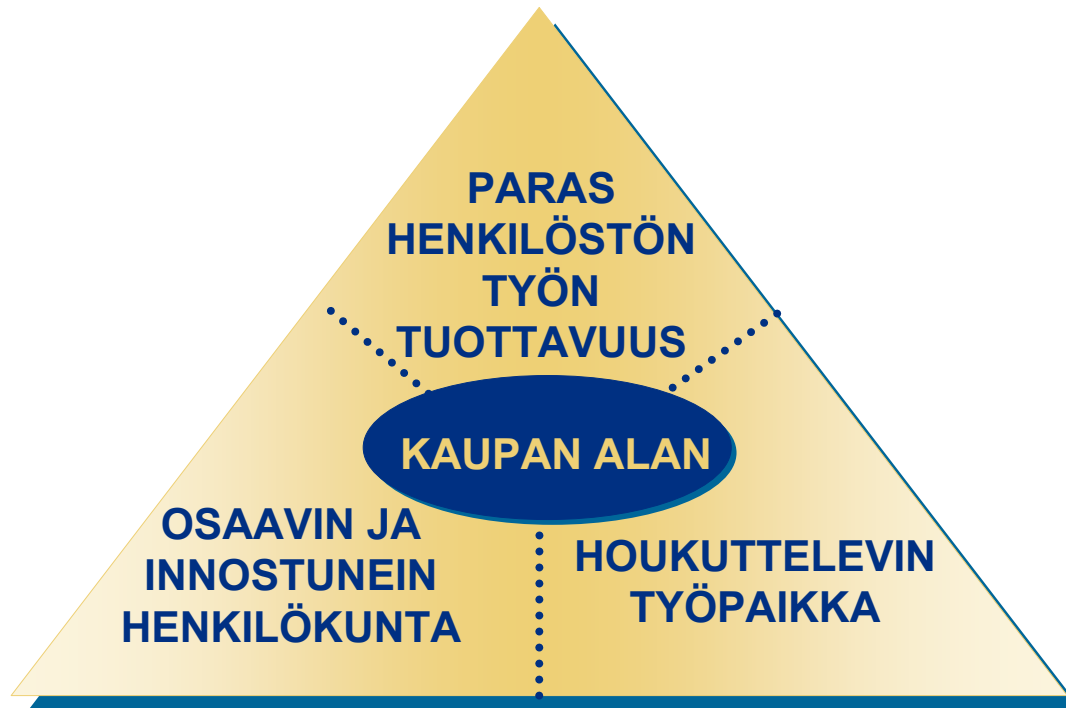 PARAS
HENKILÖSTÖN
TYÖN
TUOTTAVUUS
KAUPAN ALAN
OSAAVIN JA
INNOSTUNEIN
HENKILÖKUNTA
HOUKUTTELEVIN
TYÖPAIKKA